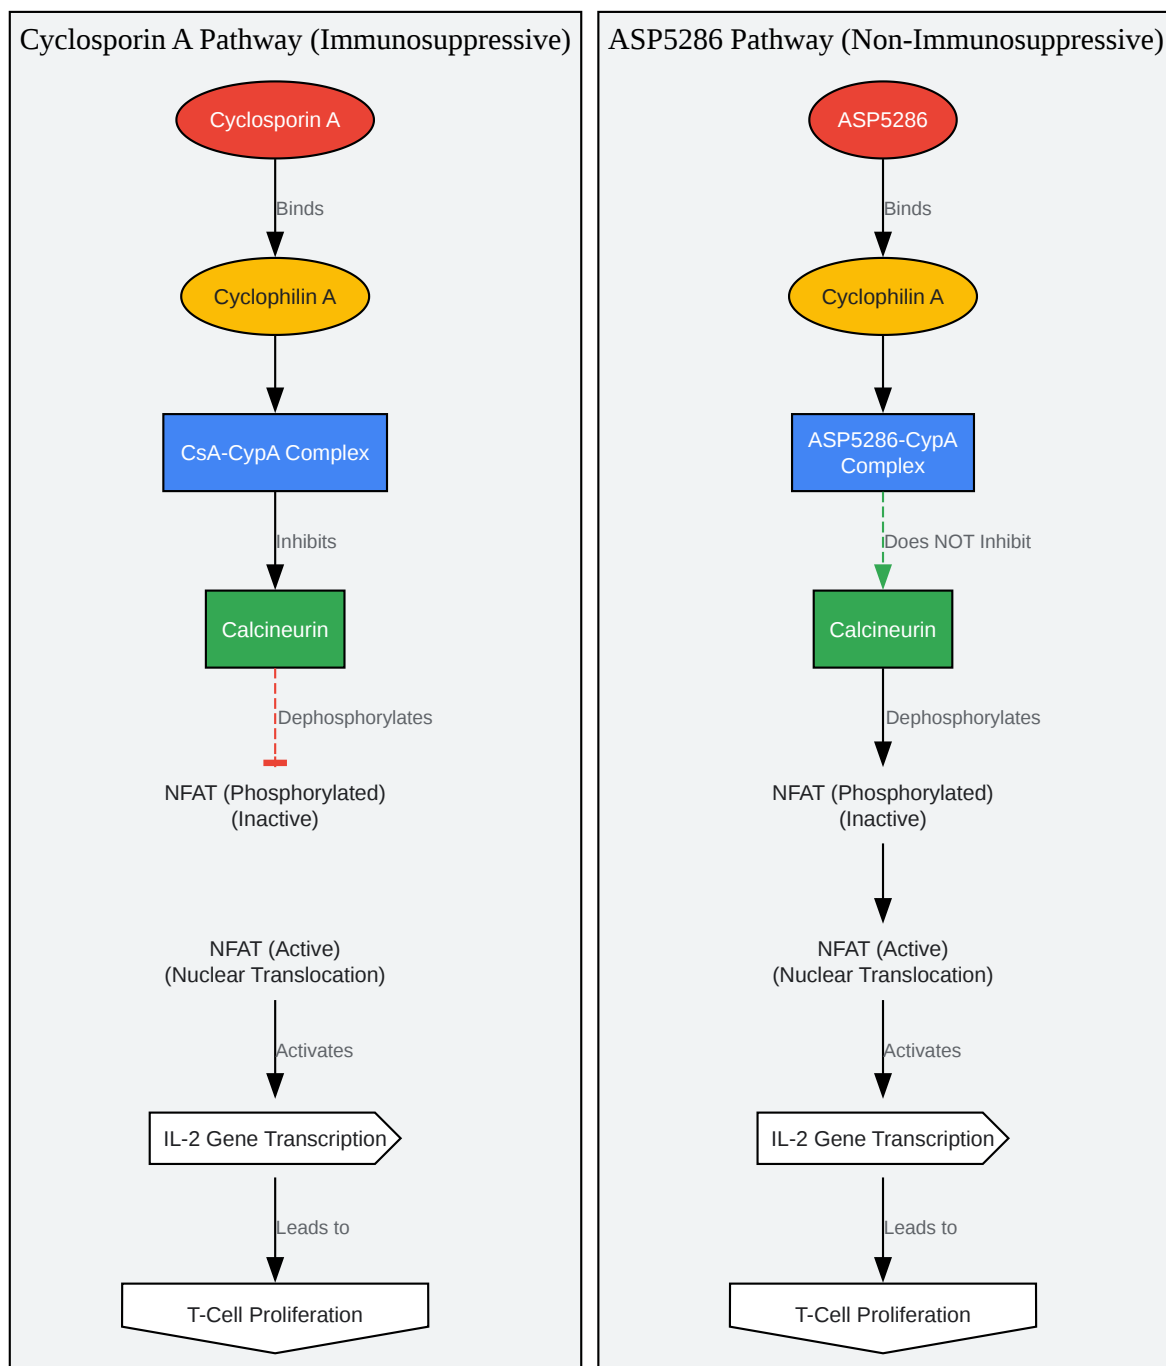 Cyclosporin A Pathway (Immunosuppressive)
Cyclosporin A
Binds
Cyclophilin A
CsA-CypA Complex
Inhibits
Calcineurin
Dephosphorylates
NFAT (Phosphorylated)
(Inactive)
NFAT (Active)
(Nuclear Translocation)
Activates
IL-2 Gene Transcription
Leads to
T-Cell Proliferation
ASP5286 Pathway (Non-Immunosuppressive)
ASP5286
Binds
Cyclophilin A
ASP5286-CypA
Complex
Does NOT Inhibit
Calcineurin
Dephosphorylates
NFAT (Phosphorylated)
(Inactive)
NFAT (Active)
(Nuclear Translocation)
Activates
IL-2 Gene Transcription
Leads to
T-Cell Proliferation